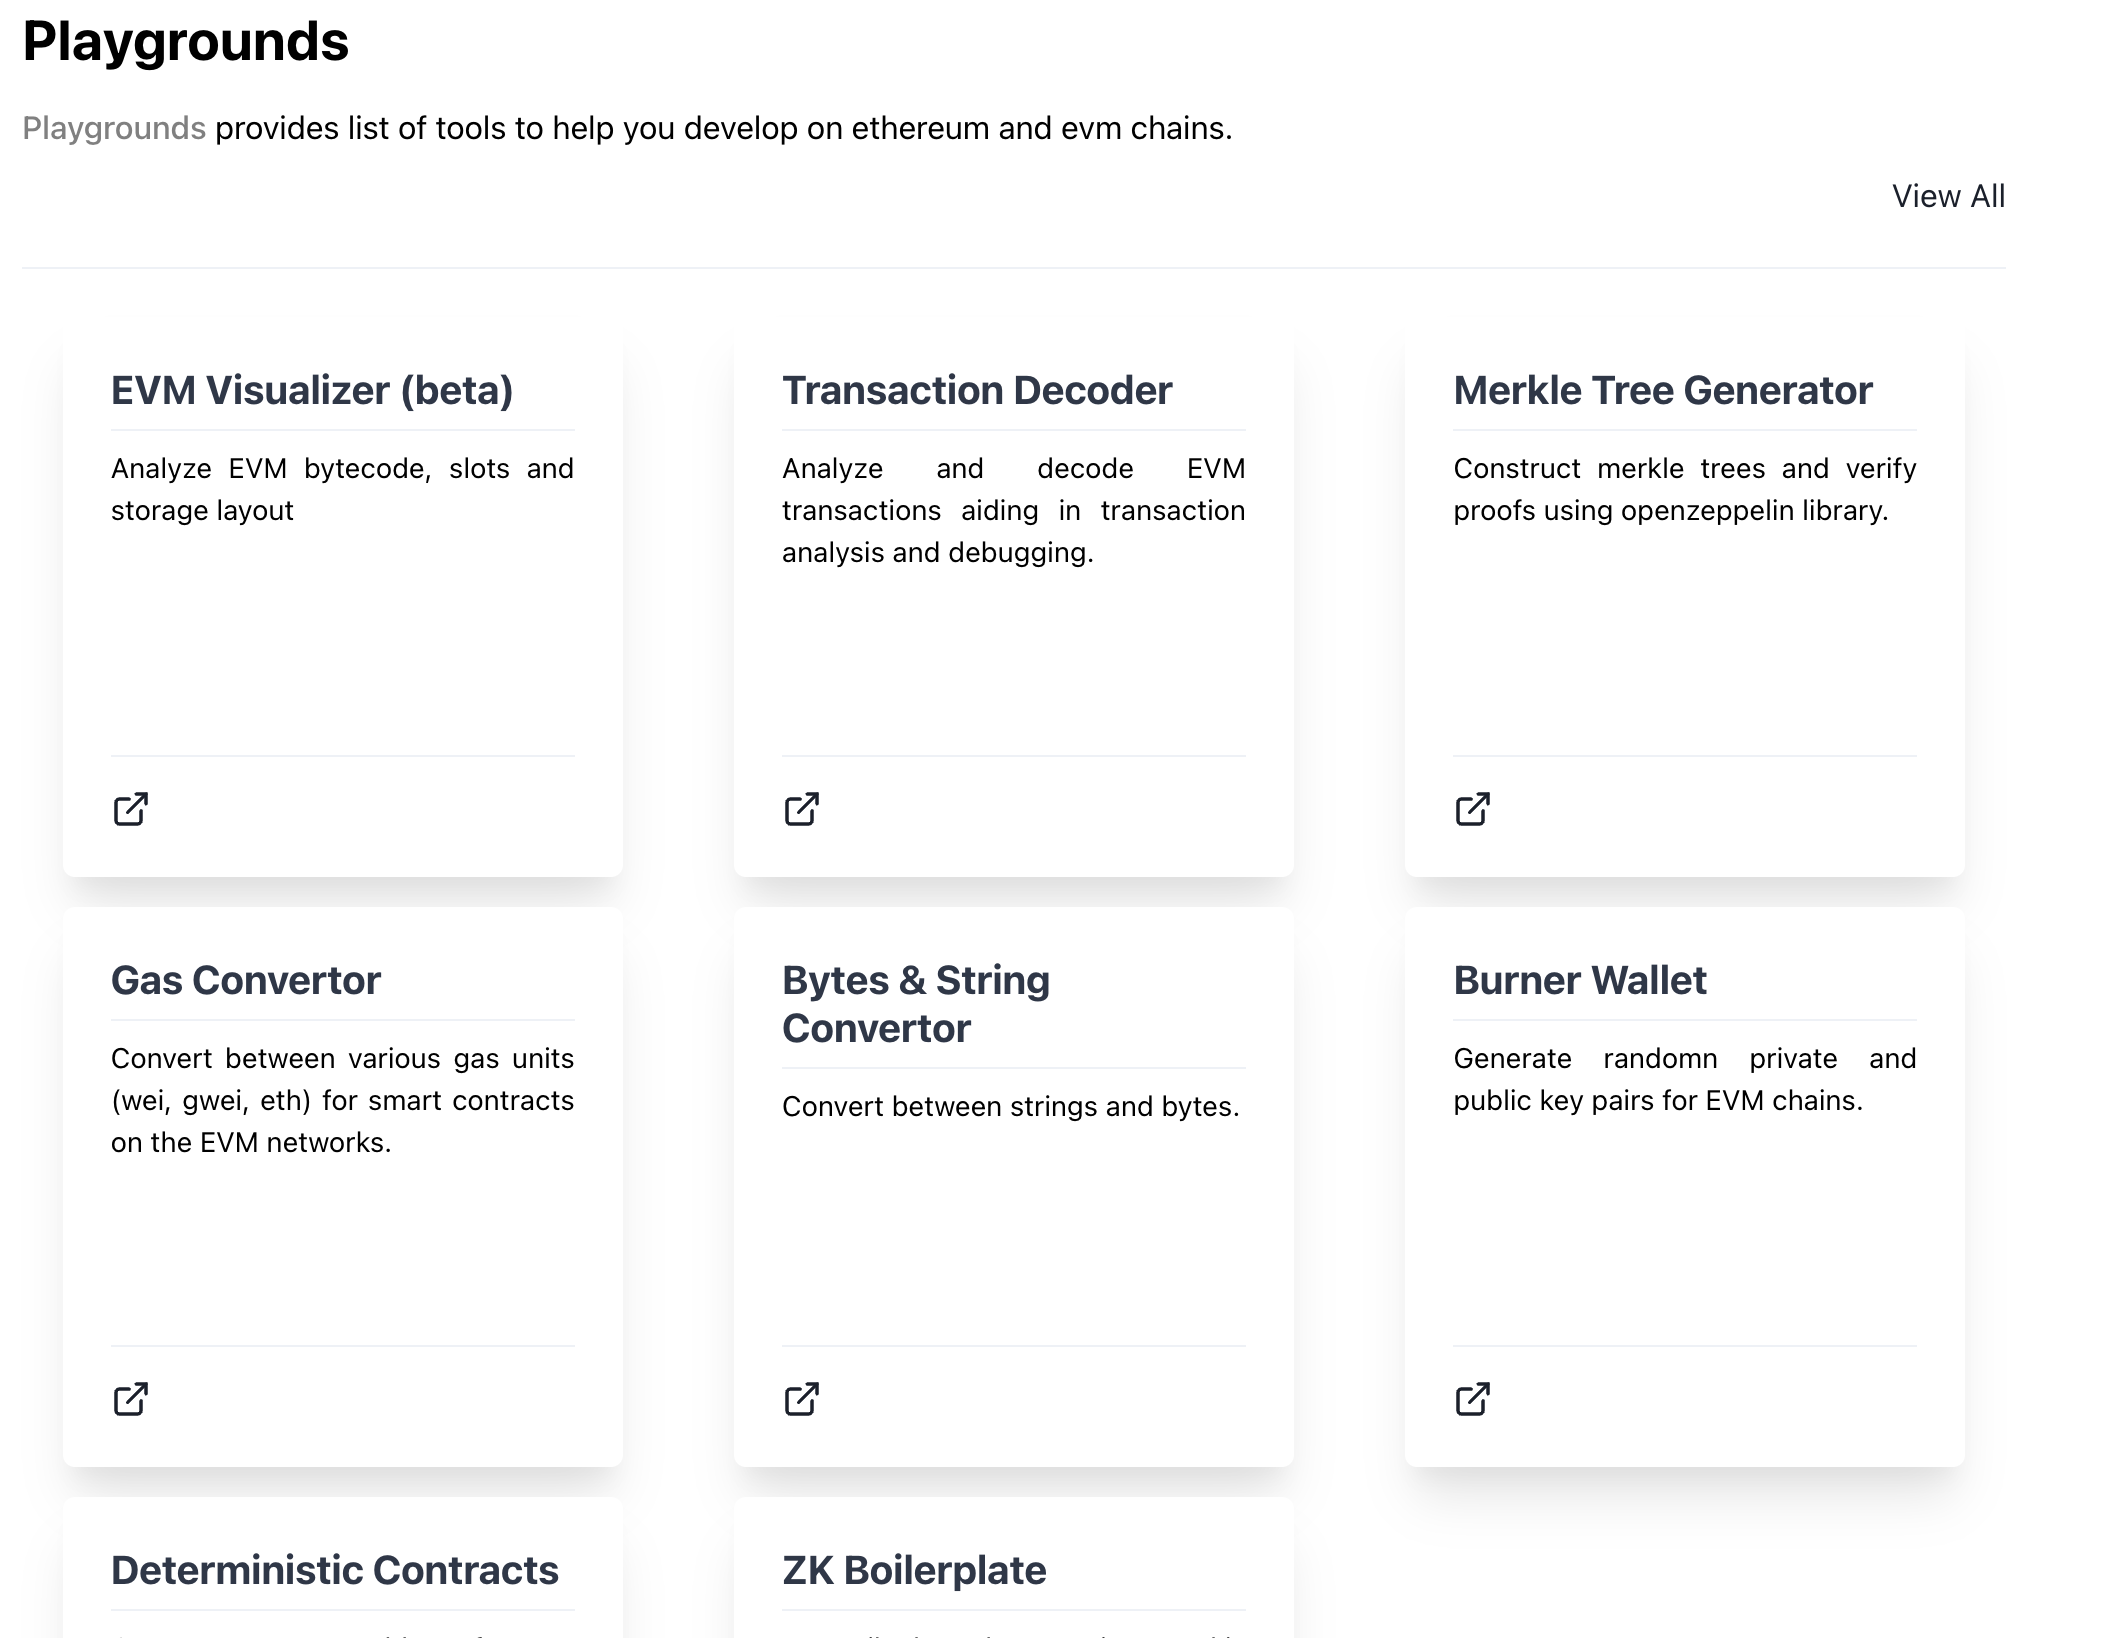 Playgrounds
Playgrounds provides list of tools to help you develop on ethereum and evm chains.
View All
EVM Visualizer (beta)
Analyze EVM bytecode, slots and
storage layout
Transaction Decoder
Analyze and decode EVM
transactions aiding in transaction
analysis and debugging.
Merkle Tree Generator
Construct merkle trees and verify
proofs using openzeppelin library.
Gas Convertor
Convert between various gas units
(wei, gwei, eth) for smart contracts
on the EVM networks.
Bytes & String
Convertor
Convert between strings and bytes.
Burner Wallet
Generate randomn private and
public key pairs for EVM chains.
Deterministic Contracts
ZK Boilerplate